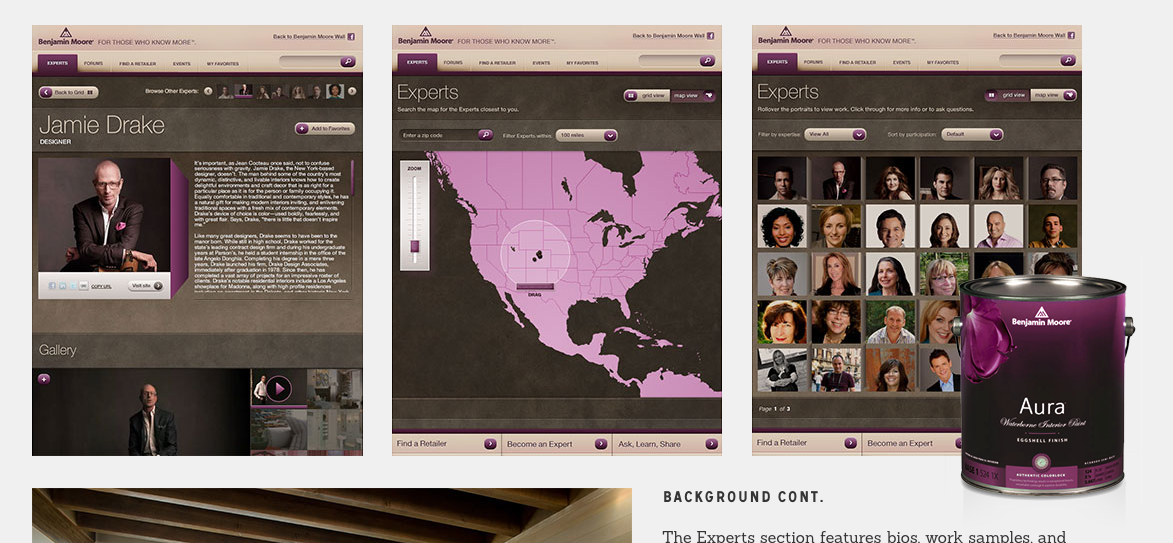 Benjamin Moore® FOR THOSE WHO KNOW MORE™.
Back to Benjamin Moore Wall
EXPERTS FORUMS FIND A RETAILER EVENTS MY FAVORITES
Back to Grid
Browse Other Experts:
Jamie Drake
DESIGNER
Add to Favorites
It's important, as Jean Cocteau once said, not to confuse
seriousness with gravity. Jamie Drake, the New York-based
designer, doesn't. The man behind some of the country's most
dynamic, distinctive, and livable interiors knows how to create
delightful environments and craft decor that is as right for a
particular place as it is for the person or family occupying it.
Equally comfortable in traditional and contemporary styles, he has
a natural gift for making modern interiors inviting, and enlivening
traditional spaces with a fresh mix of contemporary elements.
Drake's device of choice is color—used boldly, fearlessly, and
with great flair. Says, Drake, "there is little that doesn't inspire
me."
Like many great designers, Drake seems to have been to the
manor born. While still in high school, Drake worked for the
state's leading contract design firm and during his undergraduate
years at Parson's, he held a student internship in the office of the
late Angelo Donghia. Completing his degree in a mere three
years, Drake launched his firm, Drake Design Associates,
immediately after graduation in 1978. Since then, he has
completed a vast array of projects for an impressive roster of
clients. Drake's notable residential interiors include a Los Angeles
showplace for Madonna, along with high profile residences
COPY URL
Visit site
Gallery
Benjamin Moore® FOR THOSE WHO KNOW MORE™.
Back to Benjamin Moore Wall
EXPERTS FORUMS FIND A RETAILER EVENTS MY FAVORITES
Experts
Search the map for the Experts closest to you.
grid view map view
Enter a zip code
Filter Experts within: 100 miles
ZOOM
DRAG
Find a Retailer
Become an Expert
Ask, Learn, Share
Benjamin Moore® FOR THOSE WHO KNOW MORE™.
Back to Benjamin Moore Wall
EXPERTS FORUMS FIND A RETAILER EVENTS MY FAVORITES
Experts
Rollover the portraits to view work. Click through for more info or to ask questions.
grid view map view
Filter by expertise: View All
Sort by participation: Default
Page 1 of 3
Find a Retailer
Become an Expert
Benjamin Moore®
Aura
Waterborne Interior Paint
EGGSHELL FINISH
AUTHENTIC COLORLOCK
BACKGROUND CONT.
The Experts section features bios, work samples, and